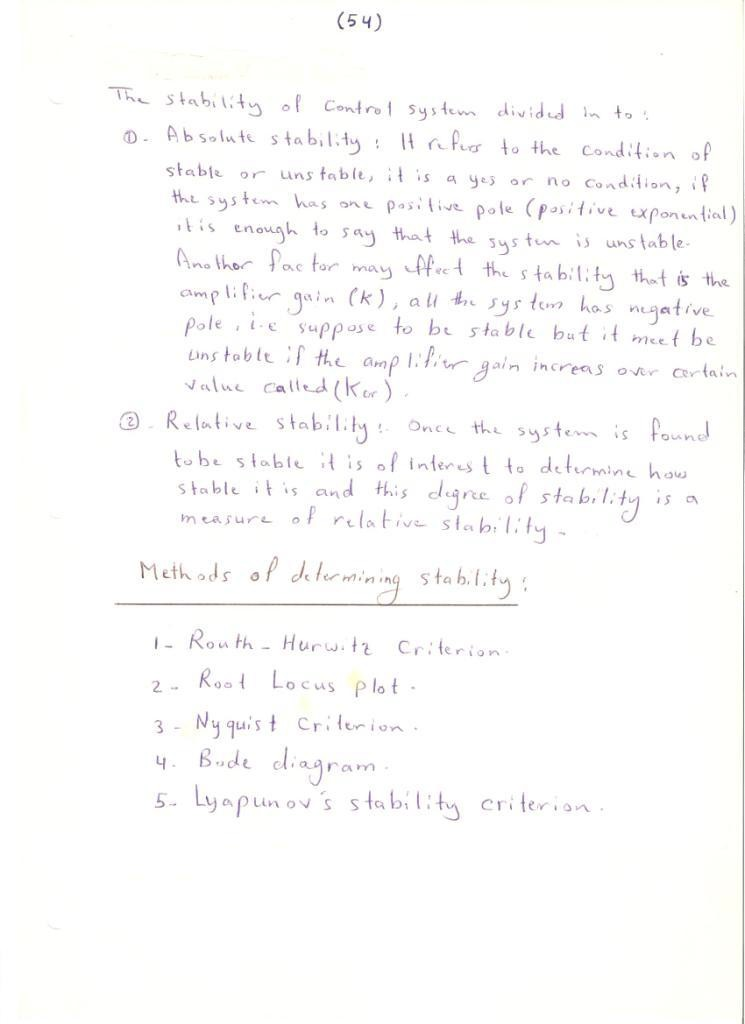 (54)
The stability of control system divided in to:
①- Absolute stability: It refers to the condition of
stable or unstable, it is a yes or no condition, if
the system has one positive pole (positive exponential)
it is enough to say that the system is unstable.
Another factor may effect the stability that is the
amplifier gain (K), all the system has negative
pole, i.e suppose to be stable but it meet be
unstable if the amplifier gain increas over certain
value called (Kcr).
②- Relative stability:- Once the system is found
to be stable it is of interest to determine how
stable it is and this degree of stability is a
measure of relative stability.
Methods of determining stability:
1- Routh-Hurwitz Criterion.
2- Root Locus plot.
3- Nyquist Criterion.
4. Bode diagram.
5- Lyapunov's stability criterion.